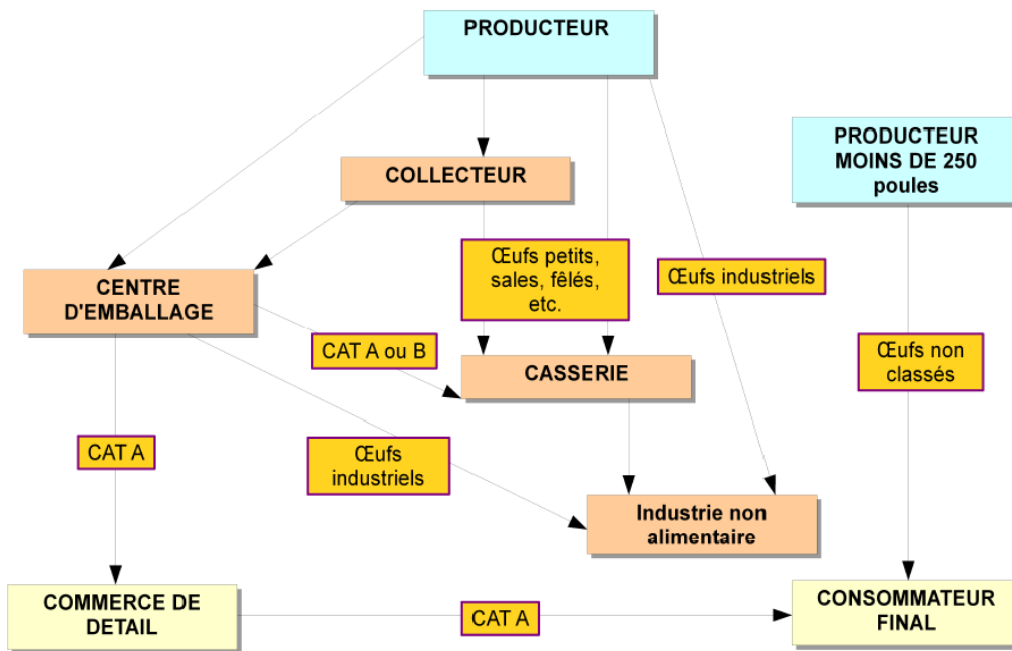 PRODUCTEUR
PRODUCTEUR
MOINS DE 250
poules
COLLECTEUR
Œufs petits,
sales, fêlés,
etc.
Œufs industriels
CENTRE
D'EMBALLAGE
CAT A ou B
CASSERIE
Œufs non
classés
CAT A
Œufs
industriels
Industrie non
alimentaire
COMMERCE DE
DETAIL
CAT A
CONSOMMATEUR
FINAL